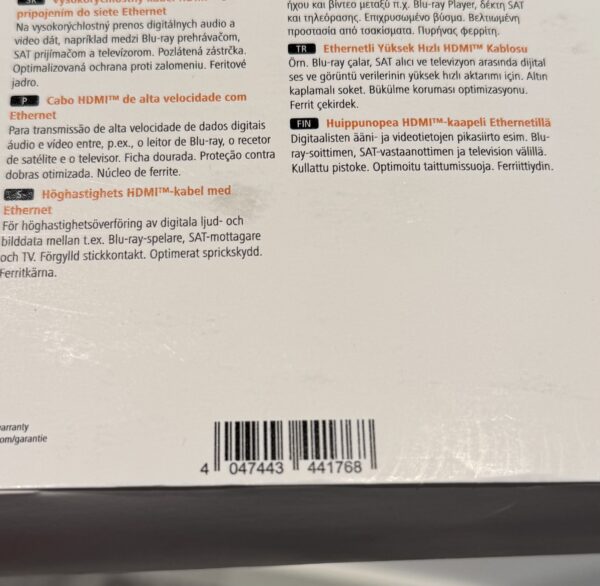 pripojením do siete Ethernet
Na vysokorýchlostný prenos digitálnych audio a
video dát, napríklad medzi Blu-ray prehrávačom,
SAT prijímačom a televízorom. Pozlátená zástrčka.
Optimalizovaná ochrana proti zalomeniu. Feritové
jadro.
P Cabo HDMI™ de alta velocidade com
Ethernet
Para transmissão de alta velocidade de dados digitais
áudio e vídeo entre, p.ex., o leitor de Blu-ray, o recetor
de satélite e o televisor. Ficha dourada. Proteção contra
dobras otimizada. Núcleo de ferrite.
S Höghastighets HDMI™-kabel med
Ethernet
För höghastighetsöverföring av digitala ljud- och
bilddata mellan t.ex. Blu-ray-spelare, SAT-mottagare
och TV. Förgylld stickkontakt. Optimerat sprickskydd.
Ferritkärna.
ήχου και βίντεο μεταξύ π.χ. Blu-ray Player, δέκτη SAT
και τηλεόρασης. Επιχρυσωμένο βύσμα. Βελτιωμένη
προστασία από τσακίσματα. Πυρήνας φερρίτη.
TR Ethernetli Yüksek Hızlı HDMI™ Kablosu
Örn. Blu-ray çalar, SAT alıcı ve televizyon arasında dijital
ses ve görüntü verilerinin yüksek hızlı aktarımı için. Altın
kaplamalı soket. Bükülme koruması optimizasyonu.
Ferrit çekirdek.
FIN Huippunopea HDMI™-kaapeli Ethernetillä
Digitaalisten ääni- ja videotietojen pikasiirto esim. Blu-
ray-soittimen, SAT-vastaanottimen ja television välillä.
Kullattu pistoke. Optimoitu taittumissuoja. Ferriittiydin.
arranty
om/garantie
4 047443 441768